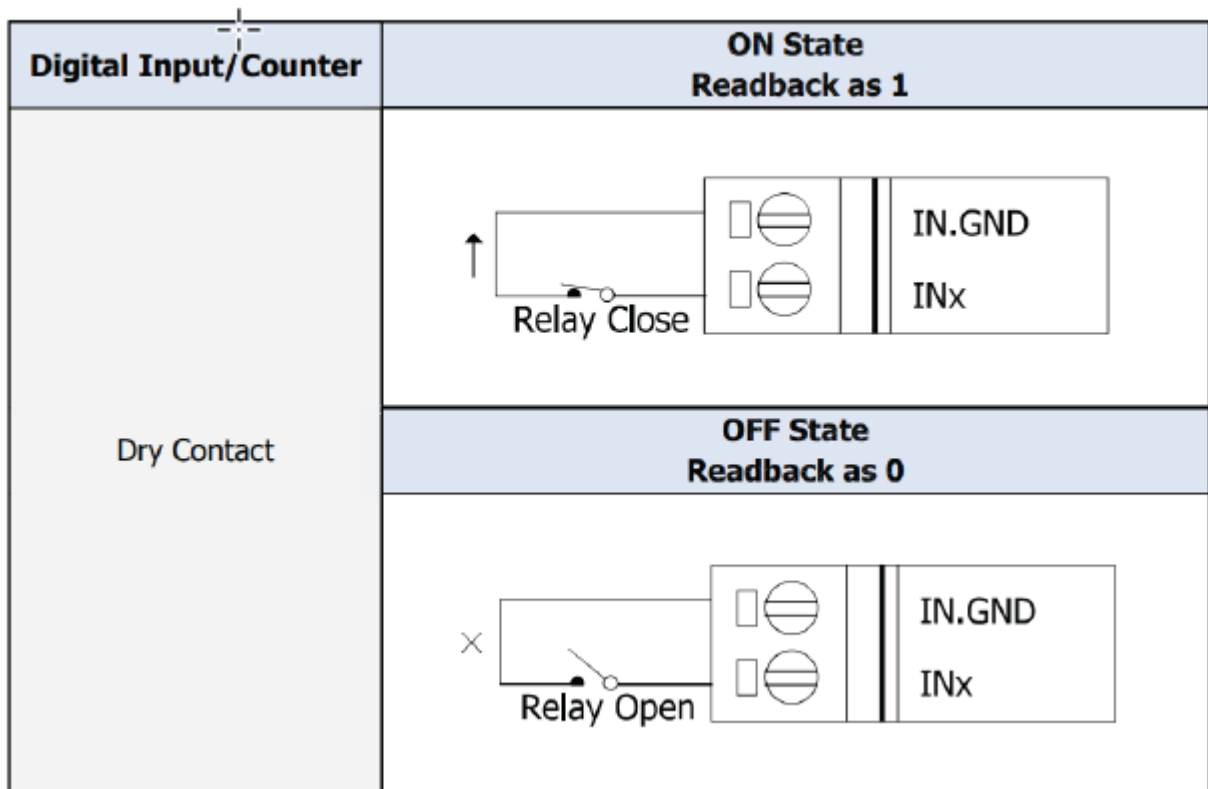 Digital Input/Counter
ON State
Readback as 1
IN.GND
INx
Relay Close
Dry Contact
OFF State
Readback as 0
IN.GND
INx
Relay Open